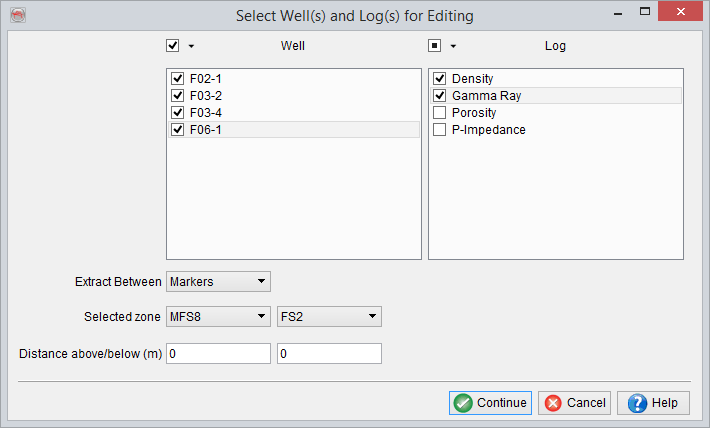 Select Well(s) and Log(s) for Editing
Well
Log
F02-1
F03-2
F03-4
F06-1
Density
Gamma Ray
Porosity
P-Impedance
Extract Between Markers
Selected zone MFS8 FS2
Distance above/below (m) 0 0
Continue Cancel Help